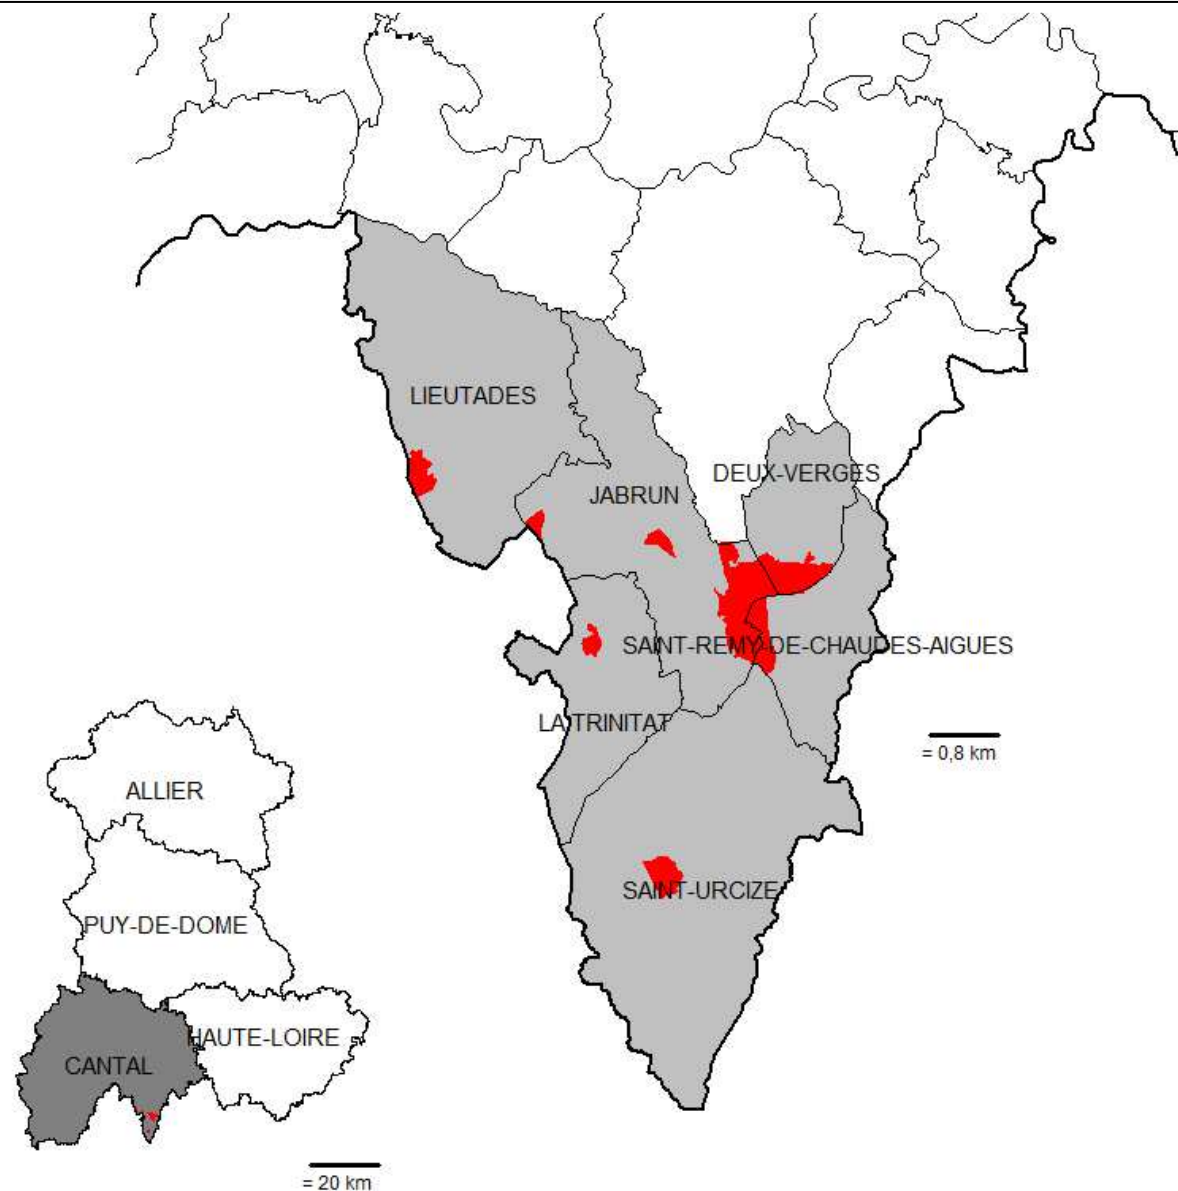 LIEUTADES
DEUX-VERGES
JABRUN
SAINT-REMY-DE-CHAUDES-AIGUES
LA TRINITAT
= 0,8 km
ALLIER
SAINT-URCIZE
PUY-DE-DOME
HAUTE-LOIRE
CANTAL
= 20 km